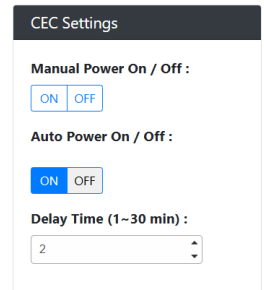 CEC Settings
Manual Power On / Off :
ON OFF
Auto Power On / Off :
ON OFF
Delay Time (1~30 min) :
2